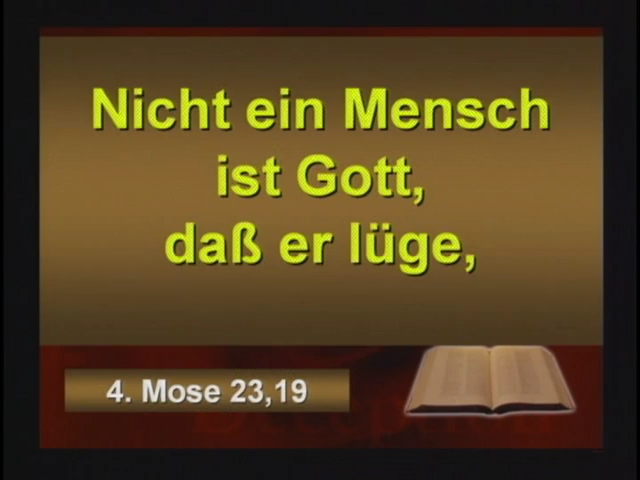 Nicht ein Mensch
ist Gott,
daß er lüge,
4. Mose 23,19